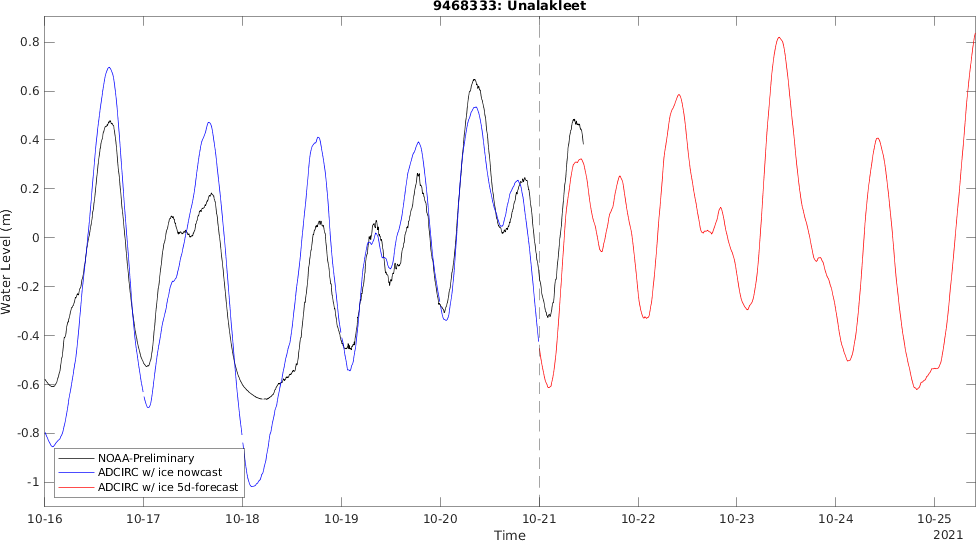 9468333: Unalakleet
Water Level (m)
0.8
0.6
0.4
0.2
0
-0.2
-0.4
-0.6
-0.8
-1
NOAA-Preliminary
ADCIRC w/ ice nowcast
ADCIRC w/ ice 5d-forecast
10-16 10-17 10-18 10-19 10-20 10-21 10-22 10-23 10-24 10-25
Time
2021